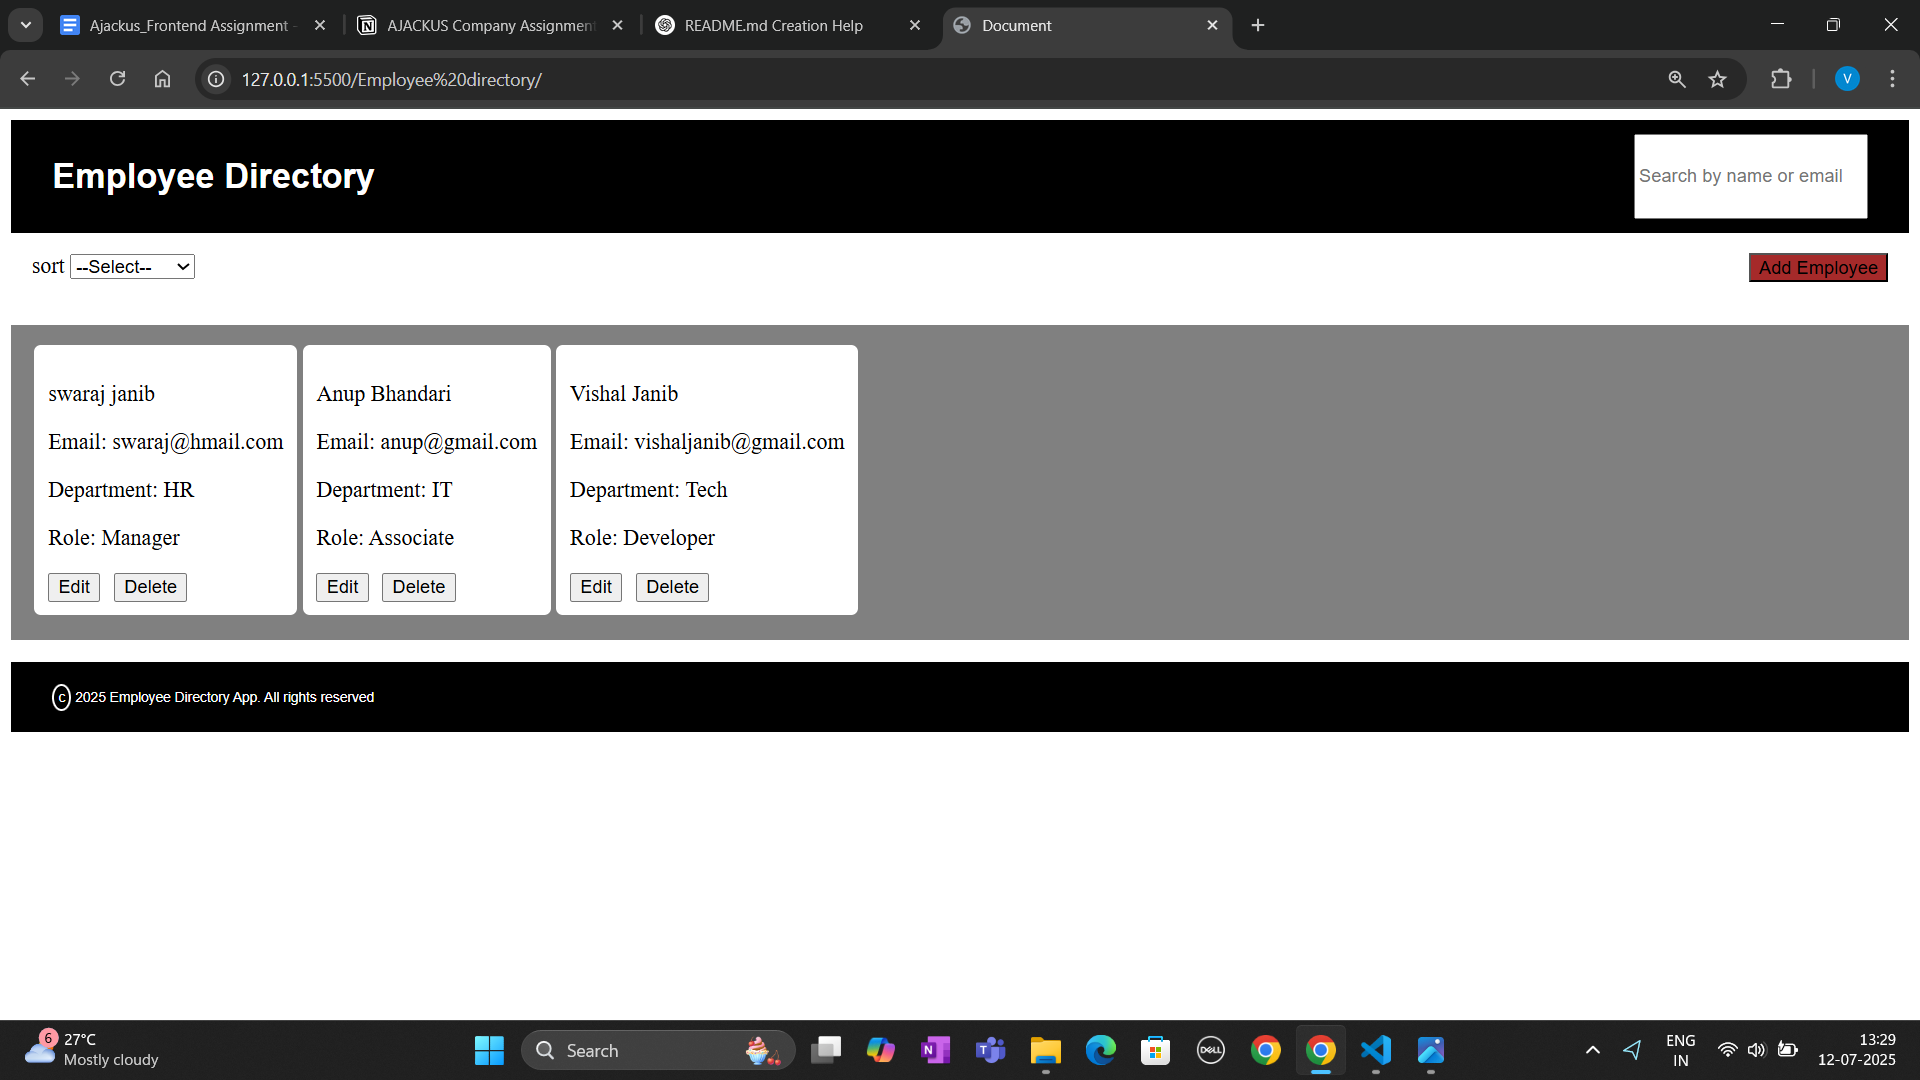 Ajackus_Frontend Assignment -
AJACKUS Company Assignment
README.md Creation Help
Document
127.0.0.1:5500/Employee%20directory/
V
Employee Directory
Search by name or email
sort --Select--
Add Employee
swaraj janib
Email: swaraj@hmail.com
Department: HR
Role: Manager
Edit Delete
Anup Bhandari
Email: anup@gmail.com
Department: IT
Role: Associate
Edit Delete
Vishal Janib
Email: vishaljanib@gmail.com
Department: Tech
Role: Developer
Edit Delete
c 2025 Employee Directory App. All rights reserved
6
27°C
Mostly cloudy
Search
N
T
DELL
ENG
IN
13:29
12-07-2025